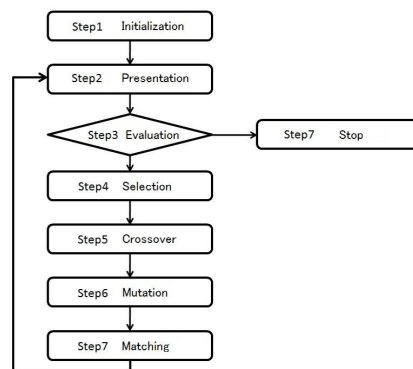 Step1 Initialization
Step2 Presentation
Step3 Evaluation
Step7 Stop
Step4 Selection
Step5 Crossover
Step6 Mutation
Step7 Matching